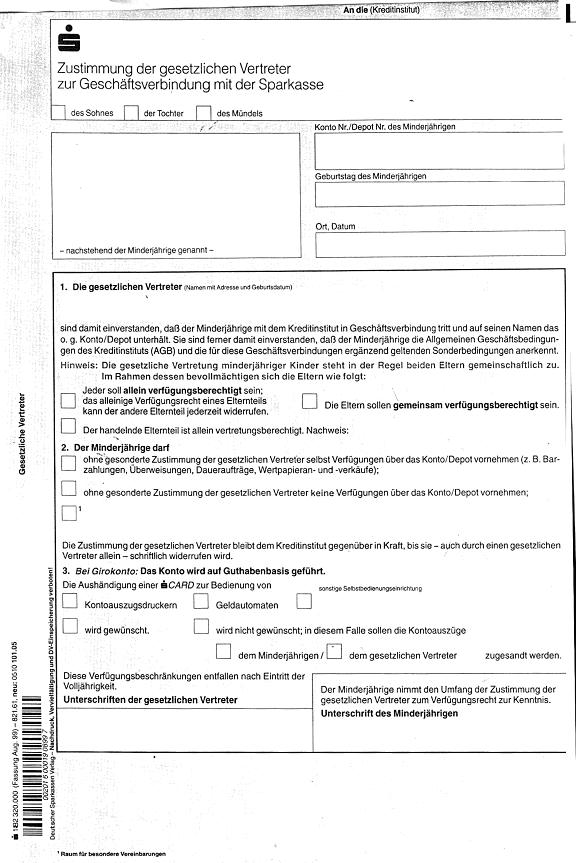 An die (Kreditinstitut)
Zustimmung der gesetzlichen Vertreter
zur Geschäftsverbindung mit der Sparkasse
des Sohnes der Tochter des Mündels
Konto Nr./Depot Nr. des Minderjährigen
Geburtstag des Minderjährigen
Ort, Datum
– nachstehend der Minderjährige genannt –
1. Die gesetzlichen Vertreter (Namen mit Adresse und Geburtsdatum)
sind damit einverstanden, daß der Minderjährige mit dem Kreditinstitut in Geschäftsverbindung tritt und auf seinen Namen das
o. g. Konto/Depot unterhält. Sie sind ferner damit einverstanden, daß der Minderjährige die Allgemeinen Geschäftsbedingun-
gen des Kreditinstituts (AGB) und die für diese Geschäftsverbindungen ergänzend geltenden Sonderbedingungen anerkennt.
Hinweis: Die gesetzliche Vertretung minderjähriger Kinder steht in der Regel beiden Eltern gemeinschaftlich zu.
Im Rahmen dessen bevollmächtigen sich die Eltern wie folgt:
Jeder soll allein verfügungsberechtigt sein;
das alleinige Verfügungsrecht eines Elternteils
kann der andere Elternteil jederzeit widerrufen.
Die Eltern sollen gemeinsam verfügungsberechtigt sein.
Der handelnde Elternteil ist allein vertretungsberechtigt. Nachweis:
2. Der Minderjährige darf
ohne gesonderte Zustimmung der gesetzlichen Vertreter selbst Verfügungen über das Konto/Depot vornehmen (z. B. Bar-
zahlungen, Überweisungen, Daueraufträge, Wertpapieran- und -verkäufe);
ohne gesonderte Zustimmung der gesetzlichen Vertreter keine Verfügungen über das Konto/Depot vornehmen;
1
Die Zustimmung der gesetzlichen Vertreter bleibt dem Kreditinstitut gegenüber in Kraft, bis sie – auch durch einen gesetzlichen
Vertreter allein – schriftlich widerrufen wird.
3. Bei Girokonto: Das Konto wird auf Guthabenbasis geführt.
Die Aushändigung einer CARD zur Bedienung von
sonstige Selbstbedienungseinrichtung
Kontoauszugsdruckern Geldautomaten
wird gewünscht. wird nicht gewünscht; in diesem Falle sollen die Kontoauszüge
dem Minderjährigen / dem gesetzlichen Vertreter zugesandt werden.
Diese Verfügungsbeschränkungen entfallen nach Eintritt der
Volljährigkeit.
Unterschriften der gesetzlichen Vertreter
Der Minderjährige nimmt den Umfang der Zustimmung der
gesetzlichen Vertreter zum Verfügungsrecht zur Kenntnis.
Unterschrift des Minderjährigen
Gesetzliche Vertreter
182 320.000 (Fassung Aug. 99) – 821.61, neu: 0510 101.05
Deutscher Sparkassen Verlag – Nachdruck, Vervielfältigung und DV-Einspeicherung verboten!
1 Raum für besondere Vereinbarungen